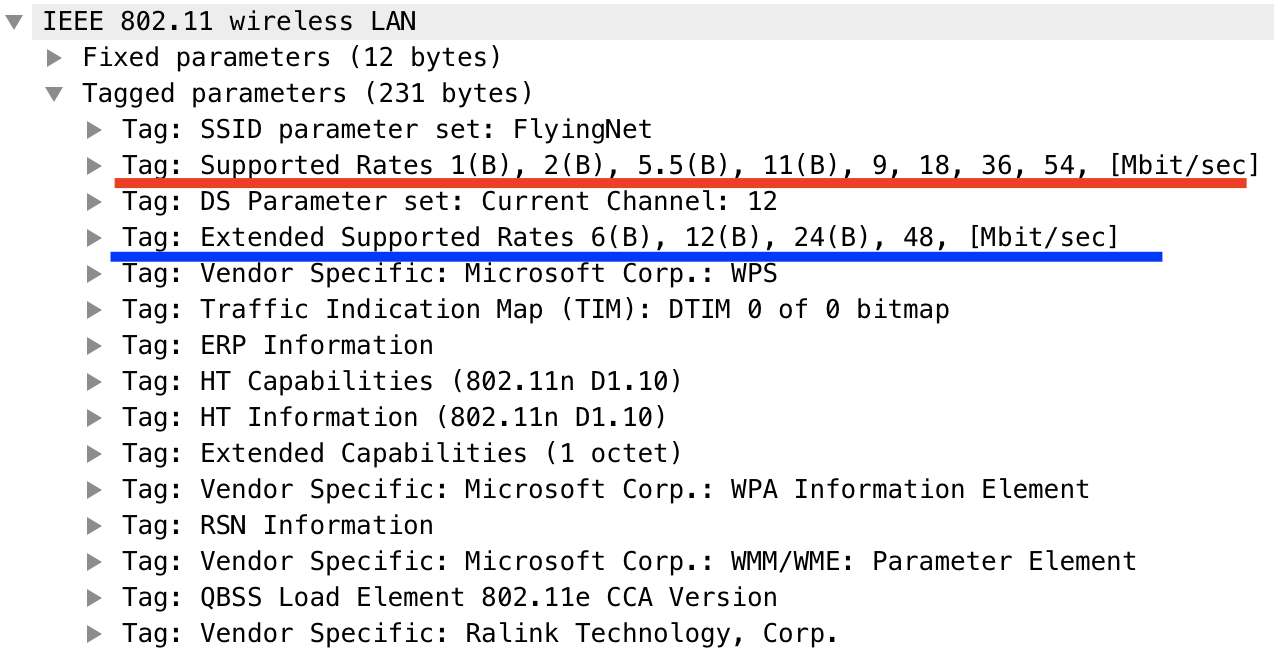 IEEE 802.11 wireless LAN
Fixed parameters (12 bytes)
Tagged parameters (231 bytes)
Tag: SSID parameter set: FlyingNet
Tag: Supported Rates 1(B), 2(B), 5.5(B), 11(B), 9, 18, 36, 54, [Mbit/sec]
Tag: DS Parameter set: Current Channel: 12
Tag: Extended Supported Rates 6(B), 12(B), 24(B), 48, [Mbit/sec]
Tag: Vendor Specific: Microsoft Corp.: WPS
Tag: Traffic Indication Map (TIM): DTIM 0 of 0 bitmap
Tag: ERP Information
Tag: HT Capabilities (802.11n D1.10)
Tag: HT Information (802.11n D1.10)
Tag: Extended Capabilities (1 octet)
Tag: Vendor Specific: Microsoft Corp.: WPA Information Element
Tag: RSN Information
Tag: Vendor Specific: Microsoft Corp.: WMM/WME: Parameter Element
Tag: QBSS Load Element 802.11e CCA Version
Tag: Vendor Specific: Ralink Technology, Corp.